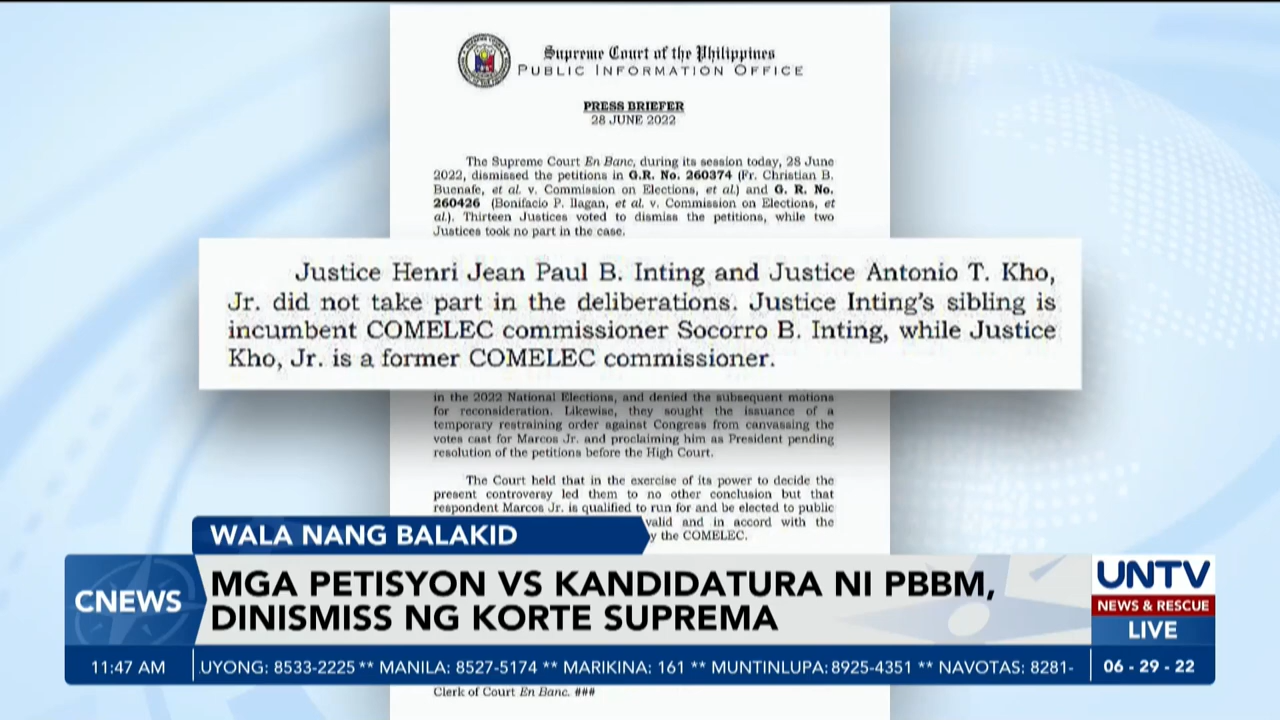 Supreme Court of the Philippines
PUBLIC INFORMATION OFFICE
PRESS BRIEFER
28 JUNE 2022
The Supreme Court En Banc, during its session today, 28 June
2022, dismissed the petitions in G.R. No. 260374 (Fr. Christian B.
Buenafe, et al. v. Commission on Elections, et al.) and G. R. No.
260426 (Bonifacio P. Ilagan, et al. v. Commission on Elections, et
al.). Thirteen Justices voted to dismiss the petitions, while two
Justices took no part in the case.
Justice Henri Jean Paul B. Inting and Justice Antonio T. Kho,
Jr. did not take part in the deliberations. Justice Inting's sibling is
incumbent COMELEC commissioner Socorro B. Inting, while Justice
Kho, Jr. is a former COMELEC commissioner.
in the 2022 National Elections, and denied the subsequent motions
for reconsideration. Likewise, they sought the issuance of a
temporary restraining order against Congress from canvassing the
votes cast for Marcos Jr. and proclaiming him as President pending
resolution of the petitions before the High Court.
The Court held that in the exercise of its power to decide the
present controversy led them to no other conclusion but that
respondent Marcos Jr. is qualified to run for and be elected to public
valid and in accord with the
y the COMELEC.
WALA NANG BALAKID
CNEWS
MGA PETISYON VS KANDIDATURA NI PBBM,
DINISMISS NG KORTE SUPREMA
UNTV
NEWS & RESCUE
LIVE
11:47 AM
.UYONG: 8533-2225 ** MANILA: 8527-5174 ** MARIKINA: 161 ** MUNTINLUPA: 8925-4351 ** NAVOTAS: 8281-
06 - 29 - 22
Clerk of Court En Banc. ###